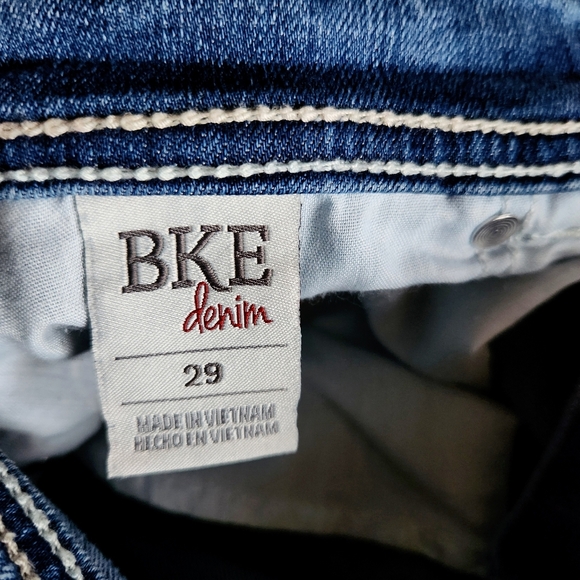 BKE
denim
29
MADE IN VIETNAM
HECHO EN VIETNAM